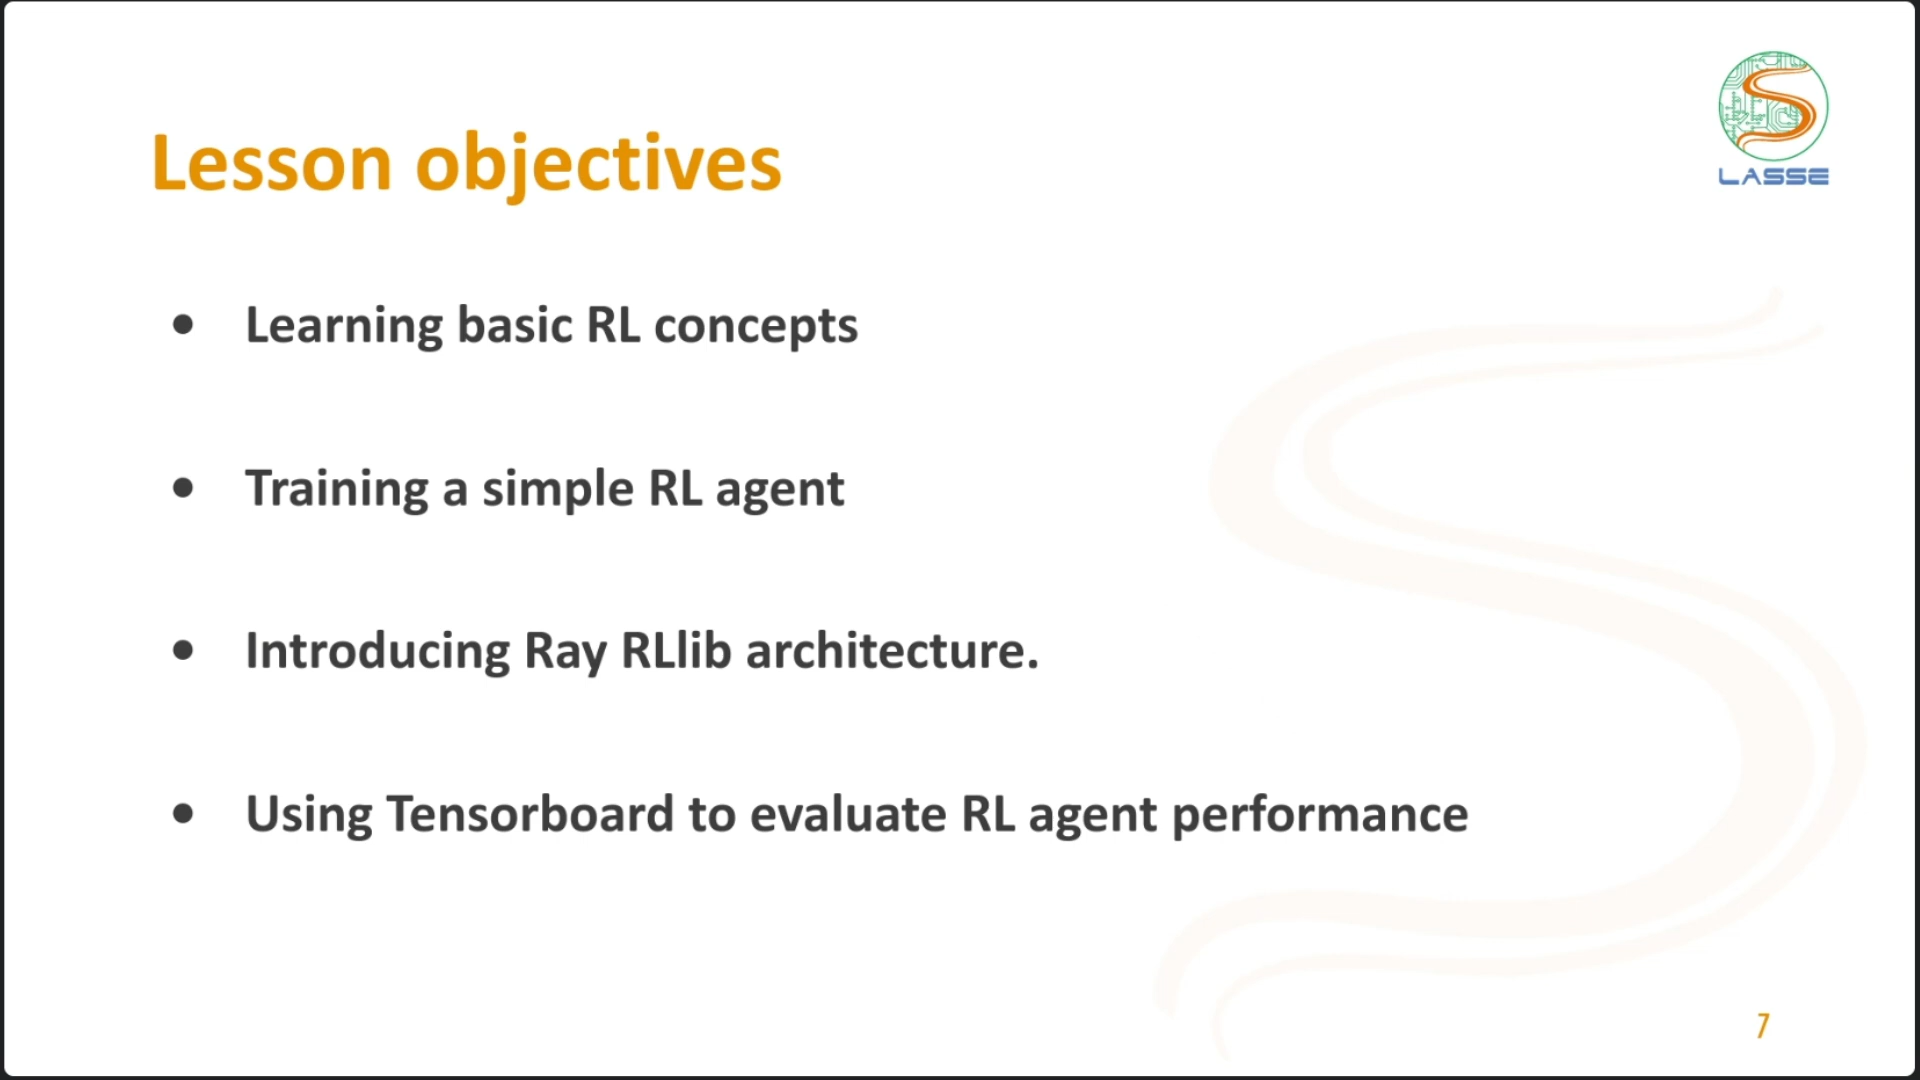 Lesson objectives
LASSE
• Learning basic RL concepts
• Training a simple RL agent
• Introducing Ray RLlib architecture.
• Using Tensorboard to evaluate RL agent performance
7